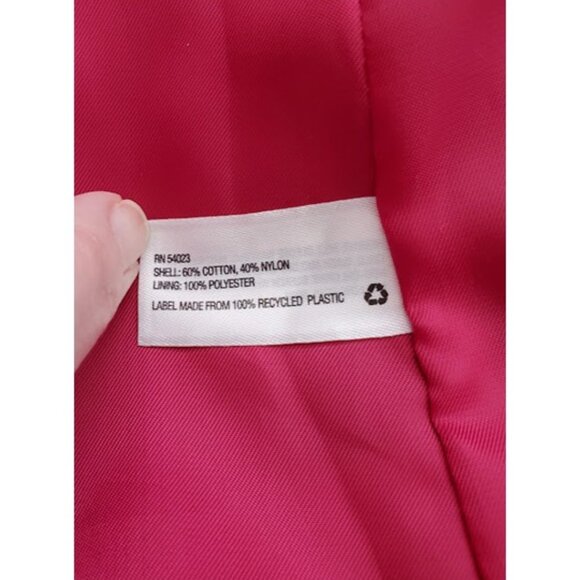 RN 54023
SHELL: 60% COTTON, 40% NYLON
LINING: 100% POLYESTER
LABEL MADE FROM 100% RECYCLED PLASTIC